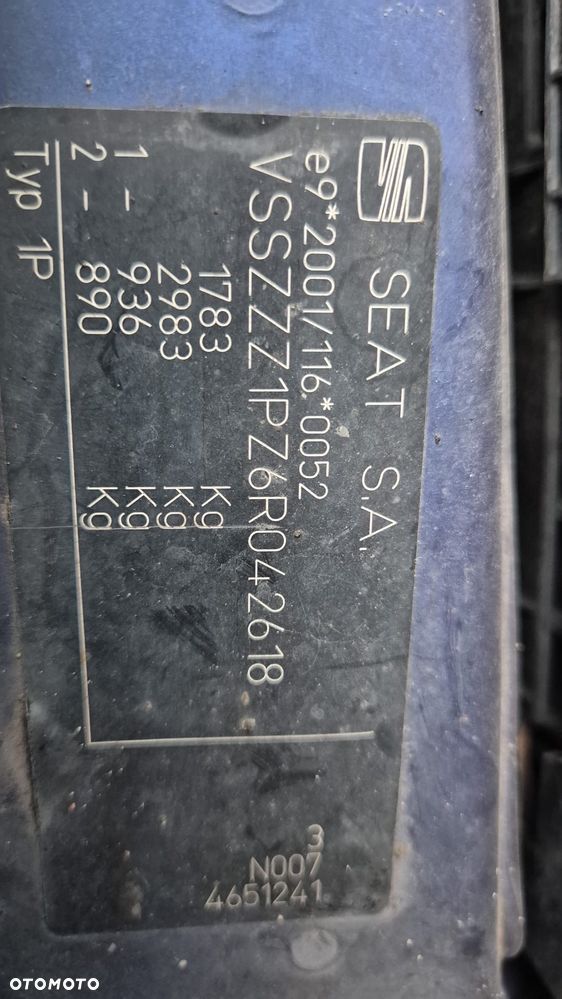 SEAT S.A.
e9*2001/116*0052
VSSZZZ1PZ6R042618
1783 Kg
2983 Kg
1 - 936 Kg
2 - 890 Kg
Typ 1P
3
N007
4651241
OTOMOTO